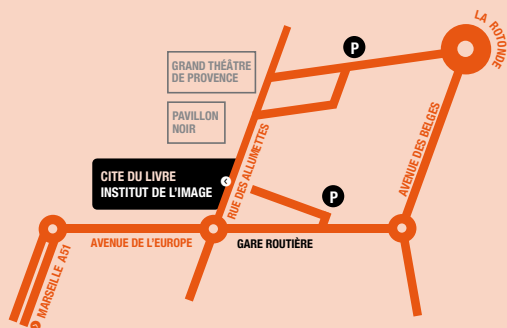 LA ROTONDE
P
GRAND THÉÂTRE
DE PROVENCE
PAVILLON
NOIR
RUE DES ALLUMETTES
AVENUE DES BELGES
CITE DU LIVRE
INSTITUT DE L'IMAGE
P
AVENUE DE L'EUROPE
GARE ROUTIÈRE
MARSEILLE A51